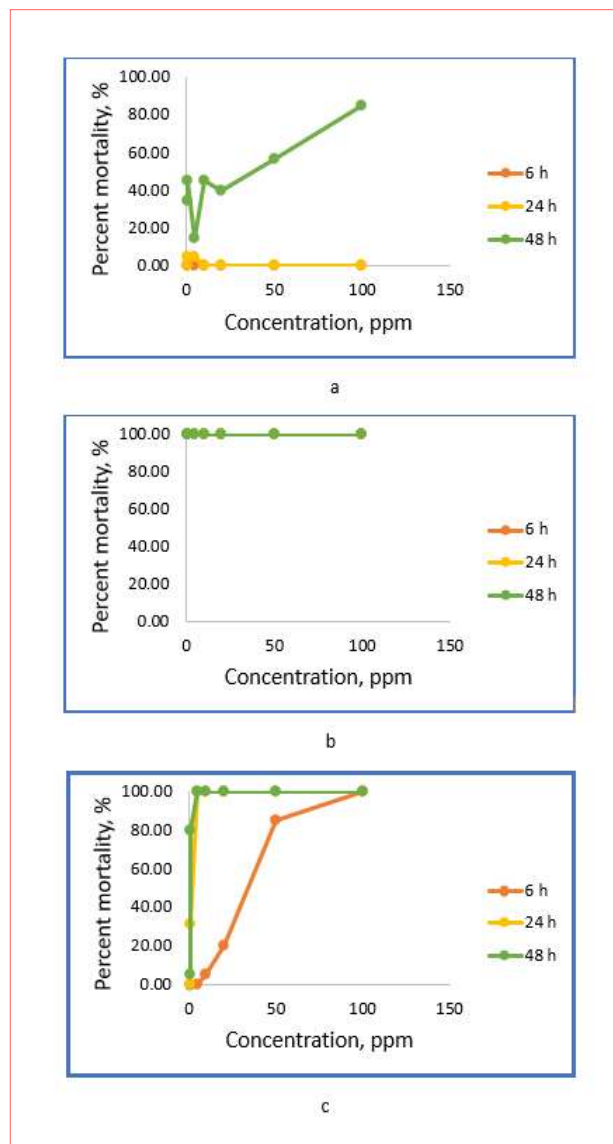 100.00
80.00
60.00
40.00
20.00
0.00
Percent mortality, %
0 50 100 150
Concentration, ppm
6 h
24 h
48 h
a
100.00
80.00
60.00
40.00
20.00
0.00
Percent mortality, %
0 50 100 150
Concentration, ppm
6 h
24 h
48 h
b
100.00
80.00
60.00
40.00
20.00
0.00
Percent mortality, %
0 50 100 150
Concentration, ppm
6 h
24 h
48 h
c